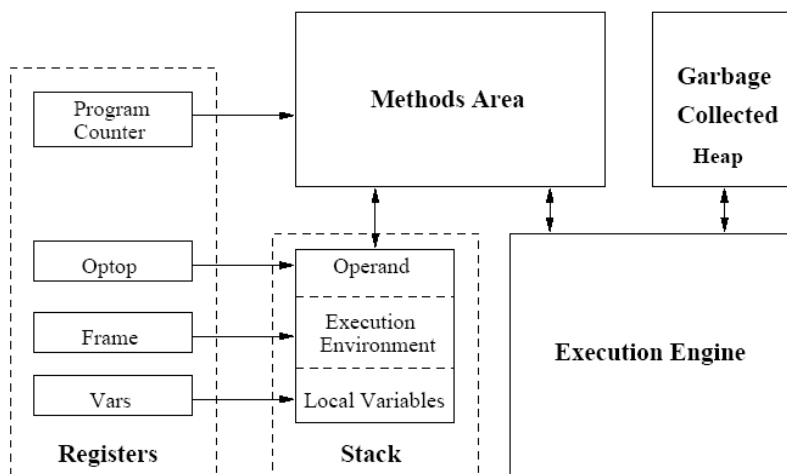 Program
Counter
Optop
Frame
Vars
Registers
Methods Area
Operand
Execution
Environment
Local Variables
Stack
Garbage
Collected
Heap
Execution Engine